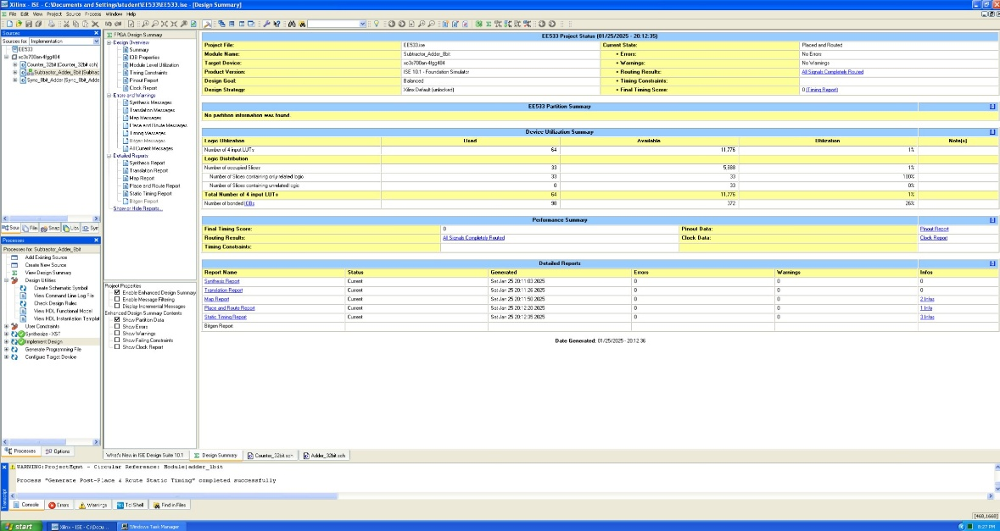 Xilinx - ISE - C:\Documents and Settings\student\EE533\EE533.ise - [Design Summary]
File Edit View Project Source Process Window Help
Sources
Sources for: Implementation
EE533
xc3s700an-4fgg484
Counter_32bit (Counter_32bit.sch)
Subtractor_Adder_8bit (Subtrac
Sync_8bit_Adder (Sync_8bit_Adde
Processes
Processes for: Subtractor_Adder_8bit
Add Existing Source
Create New Source
View Design Summary
Design Utilities
Create Schematic Symbol
View Command Line Log File
Check Design Rules
View HDL Functional Model
View HDL Instantiation Templat
User Constraints
Synthesize - XST
Implement Design
Generate Programming File
Configure Target Device
Processes Options
FPGA Design Summary
Design Overview
Summary
IOB Properties
Module Level Utilization
Timing Constraints
Pinout Report
Clock Report
Errors and Warnings
Synthesis Messages
Translation Messages
Map Messages
Place and Route Messages
Timing Messages
Bitgen Messages
All Current Messages
Detailed Reports
Synthesis Report
Translation Report
Map Report
Place and Route Report
Static Timing Report
Bitgen Report
Show or Hide Reports...
Project Properties
Enable Enhanced Design Summary
Enable Message Filtering
Display Incremental Messages
Enhanced Design Summary Contents
Show Partition Data
Show Errors
Show Warnings
Show Failing Constraints
Show Clock Report
EE533 Project Status (01/25/2025 - 20:12:35)
Project File: EE533.ise Current State: Placed and Routed
Module Name: Subtractor_Adder_8bit • Errors: No Errors
Target Device: xc3s700an-4fgg484 • Warnings: No Warnings
Product Version: ISE 10.1 - Foundation Simulator • Routing Results: All Signals Completely Routed
Design Goal: Balanced • Timing Constraints:
Design Strategy: Xilinx Default (unlocked) • Final Timing Score: 0 (Timing Report)
EE533 Partition Summary [-]
No partition information was found.
Device Utilization Summary [-]
Logic Utilization Used Available Utilization Note(s)
Number of 4 input LUTs 64 11,776 1%
Logic Distribution
Number of occupied Slices 33 5,888 1%
Number of Slices containing only related logic 33 33 100%
Number of Slices containing unrelated logic 0 33 0%
Total Number of 4 input LUTs 64 11,776 1%
Number of bonded IOBs 98 372 26%
Performance Summary [-]
Final Timing Score: 0 Pinout Data: Pinout Report
Routing Results: All Signals Completely Routed Clock Data: Clock Report
Timing Constraints:
Detailed Reports [-]
Report Name Status Generated Errors Warnings Infos
Synthesis Report Current Sat Jan 25 20:11:03 2025 0 0 0
Translation Report Current Sat Jan 25 20:11:26 2025 0 0 0
Map Report Current Sat Jan 25 20:11:50 2025 0 0 2 Infos
Place and Route Report Current Sat Jan 25 20:12:20 2025 0 0 1 Info
Static Timing Report Current Sat Jan 25 20:12:35 2025 0 0 3 Infos
Bitgen Report
Date Generated: 01/25/2025 - 20:12:36
What's New in ISE Design Suite 10.1 Design Summary Counter_32bit.sch Adder_32bit.sch
WARNING:ProjectMgmt - Circular Reference: Module|adder_1bit
Process "Generate Post-Place & Route Static Timing" completed successfully
Transcript
Console Errors Warnings Tcl Shell Find in Files
[468,1668]
start Xilinx - ISE - C:\Docu... Windows Task Manager 8:27 PM